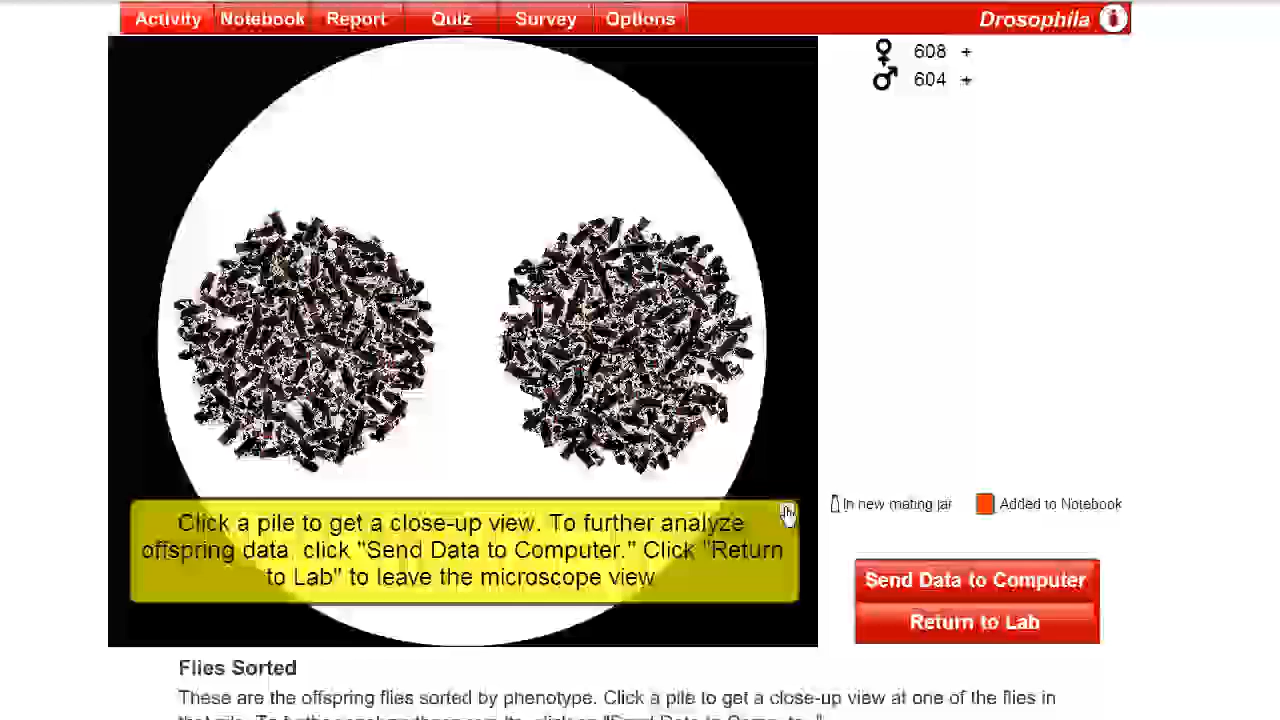 Activity Notebook Report Quiz Survey Options Drosophila
♀ 608 +
♂ 604 +
Click a pile to get a close-up view. To further analyze
offspring data, click "Send Data to Computer." Click "Return
to Lab" to leave the microscope view
In new mating jar Added to Notebook
Send Data to Computer
Return to Lab
Flies Sorted
These are the offspring flies sorted by phenotype. Click a pile to get a close-up view at one of the flies in